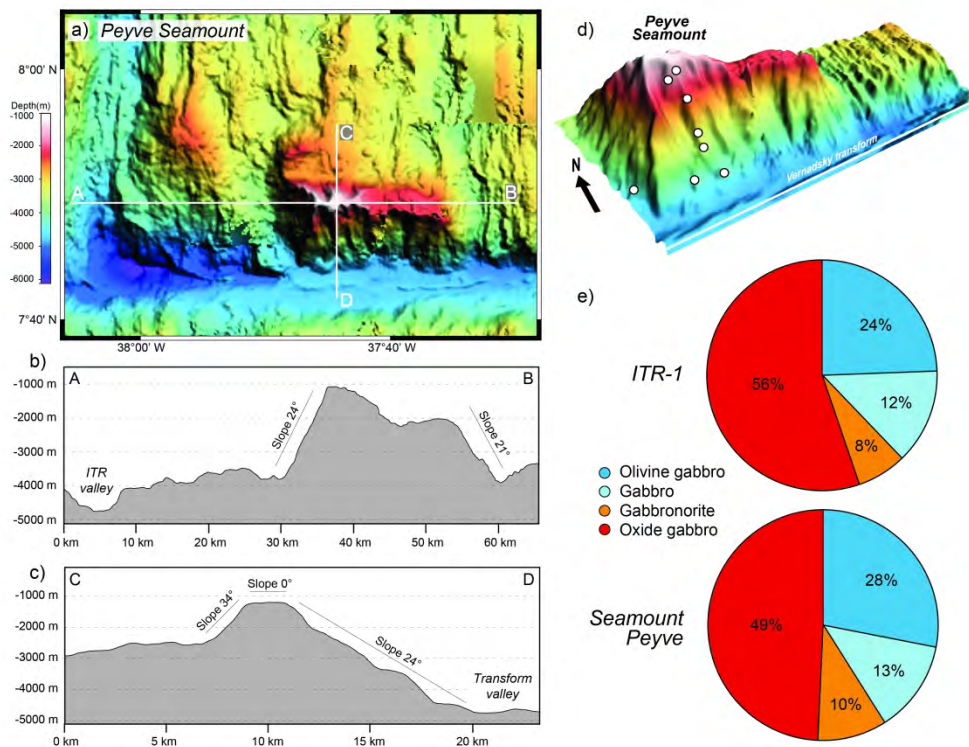 a) Peyve Seamount
8°00' N
Depth(m)
-1000
-2000
-3000
-4000
-5000
-6000
7°40' N
A
B
C
D
38°00' W
37°40' W
b)
A
B
-1000 m
-2000 m
-3000 m
-4000 m
-5000 m
ITR
valley
Slope 24°
Slope 21°
0 km
10 km
20 km
30 km
40 km
50 km
60 km
c)
C
D
-1000 m
-2000 m
-3000 m
-4000 m
-5000 m
Slope 34°
Slope 0°
Slope 24°
Transform
valley
0 km
5 km
10 km
15 km
20 km
d)
Peyve
Seamount
N
Vernadsky transform
e)
ITR-1
24%
12%
8%
56%
Olivine gabbro
Gabbro
Gabbronorite
Oxide gabbro
Seamount
Peyve
28%
13%
10%
49%